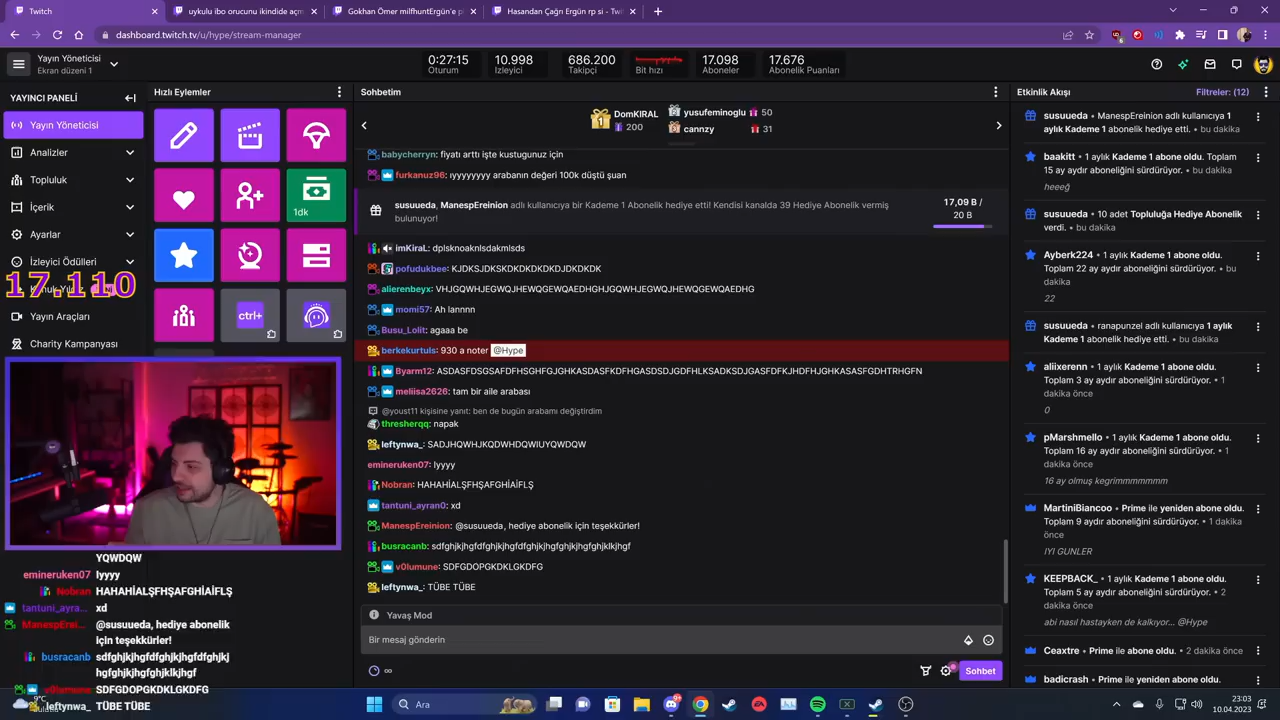 Twitch
uykulu ibo orucunu ikindide açm
Gokhan Ömer milfhuntErgün'e p
Hasandan Çağrı Ergün rp si - Twi
dashboard.twitch.tv/u/hype/stream-manager
Yayın Yöneticisi
Ekran düzeni 1
0:27:15
Oturum
10.998
İzleyici
686.200
Takipçi
Bit hızı
17.098
Aboneler
17.676
Abonelik Puanları
YAYINCI PANELİ
Yayın Yöneticisi
Analizler
Topluluk
İçerik
Ayarlar
İzleyici Ödülleri
17.110
Yayın Araçları
Charity Kampanyası
Hızlı Eylemler
1dk
ctrl+
Sohbetim
1
DomKIRAL
200
yusufeminoglu 50
cannzy 31
babycherryn: fiyatı arttı işte kustugunuz için
furkanuz96: ıyyyyyyyy arabanın değeri 100k düştü şuan
susuueda, ManespEreinion adlı kullanıcıya bir Kademe 1 Abonelik hediye etti! Kendisi kanalda 39 Hediye Abonelik vermiş
bulunuyor!
17,09 B /
20 B
imKiraL: dplsknoaknlsdakmlsds
pofudukbee: KJDKSJDKSKDKDKDKDKDJDKDKDK
alierenbeyx: VHJGQWHJEGWQJHEWQGEWQAEDHGHJGQWHJEGWQJHEWQJHEWQGEWQAEDHG
momi57: Ah lannnn
Busu_Lolit: agaaa be
berkekurtuls: 930 a noter @Hype
Byarm12: ASDASFDSGSAFDFHSGHFGJGHKASDASFKDFHGASDSDJGDFHLKSADKSDJGASFDFKJHDFHJGHKASASFGDHTRHGFN
meliisa2626: tam bir aile arabası
@youst11 kişisine yanıt: ben de bugün arabamı değiştirdim
thresherqq: napak
leftynwa_: SADJHQWHJKQDWHDQWIUYQWDQW
emineruken07: Iyyyy
Nobran: HAHAHİALŞFHŞAFGHİAİFLŞ
tantuni_ayran0: xd
ManespEreinion: @susuueda, hediye abonelik için teşekkürler!
busracanb: sdfghjkjhgfdfghjkjhgfdfghjkjhgfdfghjkjhgfghjklkjhgf
v0lumune: SDFGDOPGKDKLGKDFG
leftynwa_: TÜBE TÜBE
Yavaş Mod
Bir mesaj gönderin
∞
Sohbet
Etkinlik Akışı
Filtreler: (12)
susuueda • ManespEreinion adlı kullanıcıya 1
aylık Kademe 1 abonelik hediye etti. • bu dakika
baakitt • 1 aylık Kademe 1 abone oldu. Toplam
15 ay aydır aboneliğini sürdürüyor. • bu dakika
heeeğ
susuueda • 10 adet Topluluğa Hediye Abonelik
verdi. • bu dakika
Ayberk224 • 1 aylık Kademe 1 abone oldu.
Toplam 22 ay aydır aboneliğini sürdürüyor. • bu
dakika
22
susuueda • ranapunzel adlı kullanıcıya 1 aylık
Kademe 1 abonelik hediye etti. • bu dakika
aliixerenn • 1 aylık Kademe 1 abone oldu.
Toplam 3 ay aydır aboneliğini sürdürüyor. • 1
dakika önce
0
pMarshmello • 1 aylık Kademe 1 abone oldu.
Toplam 16 ay aydır aboneliğini sürdürüyor. • 1
dakika önce
16 ay olmuş kegrimmmmmmm
MartiniBiancoo • Prime ile yeniden abone oldu.
Toplam 9 aydır aboneliğini sürdürüyor. • 1 dakika
önce
IYI GUNLER
KEEPBACK_ • 1 aylık Kademe 1 abone oldu.
Toplam 5 ay aydır aboneliğini sürdürüyor. • 2
dakika önce
abi nasıl hastayken de kalkıyor... @Hype
Ceaxtre • Prime ile abone oldu. • 2 dakika önce
badicrash • Prime ile yeniden abone oldu.
YQWDQW
emineruken07 Iyyyy
Nobran HAHAHİALŞFHŞAFGHİAİFLŞ
tantuni_ayra... xd
ManespErei... @susuueda, hediye abonelik
için teşekkürler!
busracanb sdfghjkjhgfdfghjkjhgfdfghjkj
hgfghjklkjhgf
v0lumune SDFGDOPGKDKLGKDFG
leftynwa_ TÜBE TÜBE
9°C
Ara
23:03
10.04.2023